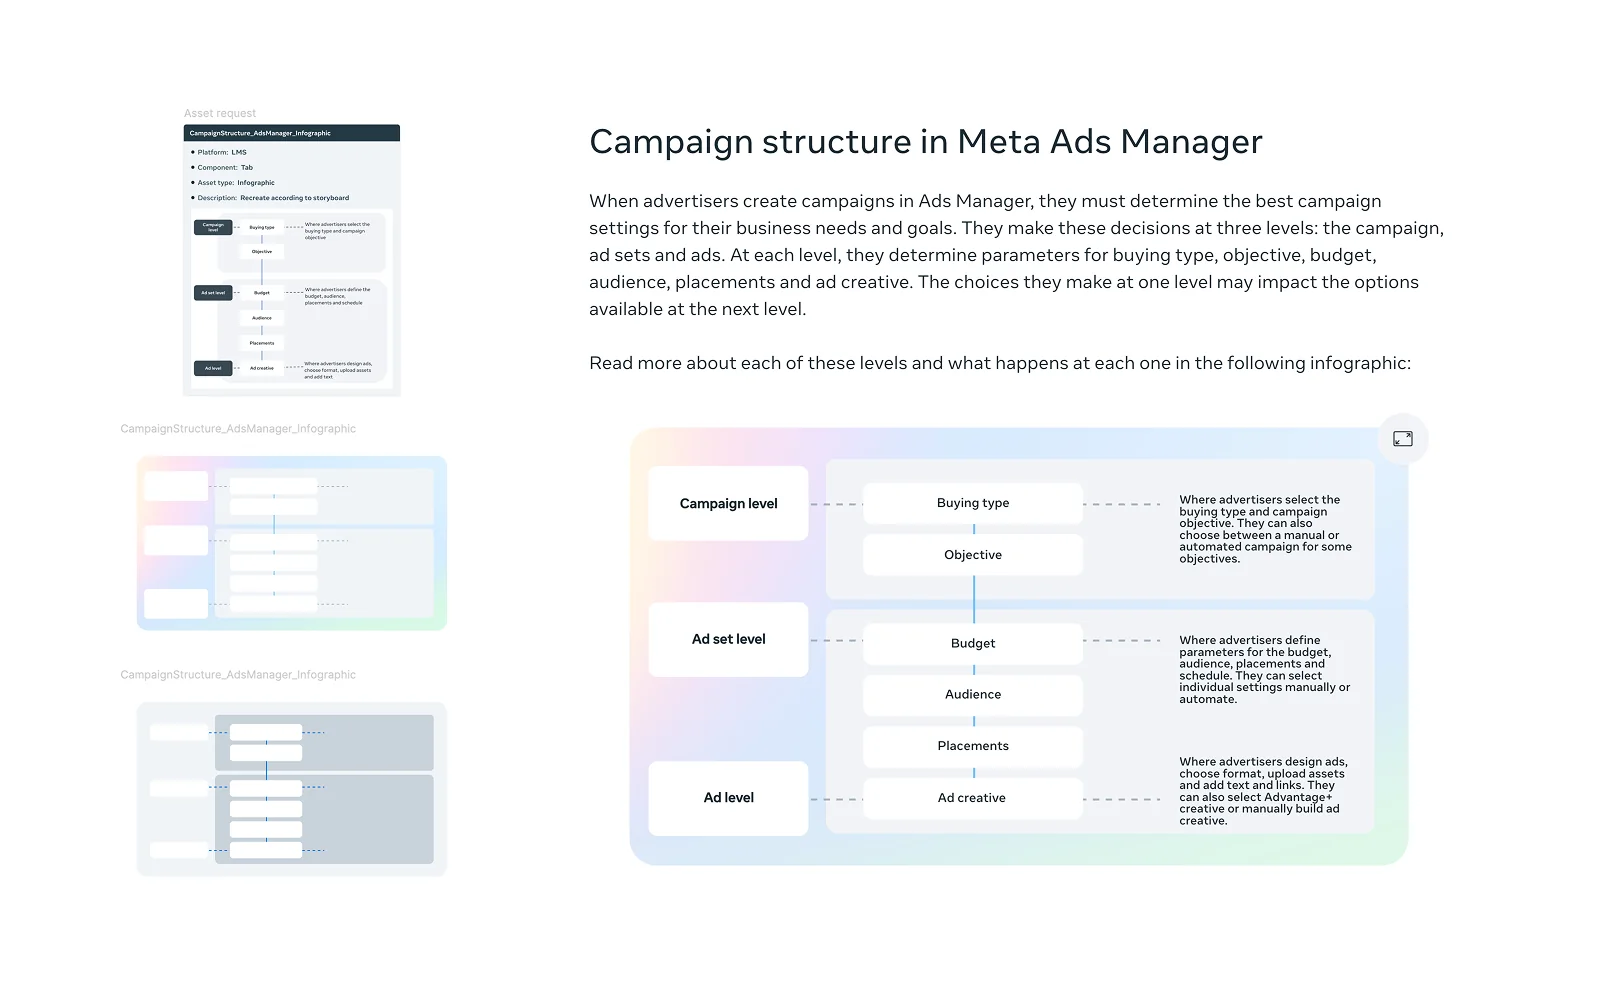 Asset request
CampaignStructure_AdsManager_Infographic
Platform: LMS
Component: Tab
Asset type: Infographic
Description: Recreate according to storyboard
Campaign
level
Buying type
Where advertisers select the
buying type and campaign
objective
Objective
Ad set level
Budget
Where advertisers define the
budget, audience,
placements and schedule
Audience
Placements
Ad level
Ad creative
Where advertisers design ads,
choose format, upload assets
and add text
CampaignStructure_AdsManager_Infographic
CampaignStructure_AdsManager_Infographic
Campaign structure in Meta Ads Manager
When advertisers create campaigns in Ads Manager, they must determine the best campaign
settings for their business needs and goals. They make these decisions at three levels: the campaign,
ad sets and ads. At each level, they determine parameters for buying type, objective, budget,
audience, placements and ad creative. The choices they make at one level may impact the options
available at the next level.
Read more about each of these levels and what happens at each one in the following infographic:
Campaign level
Buying type
Objective
Where advertisers select the
buying type and campaign
objective. They can also
choose between a manual or
automated campaign for some
objectives.
Ad set level
Budget
Audience
Placements
Where advertisers define
parameters for the budget,
audience, placements and
schedule. They can select
individual settings manually or
automate.
Ad level
Ad creative
Where advertisers design ads,
choose format, upload assets
and add text and links. They
can also select Advantage+
creative or manually build ad
creative.